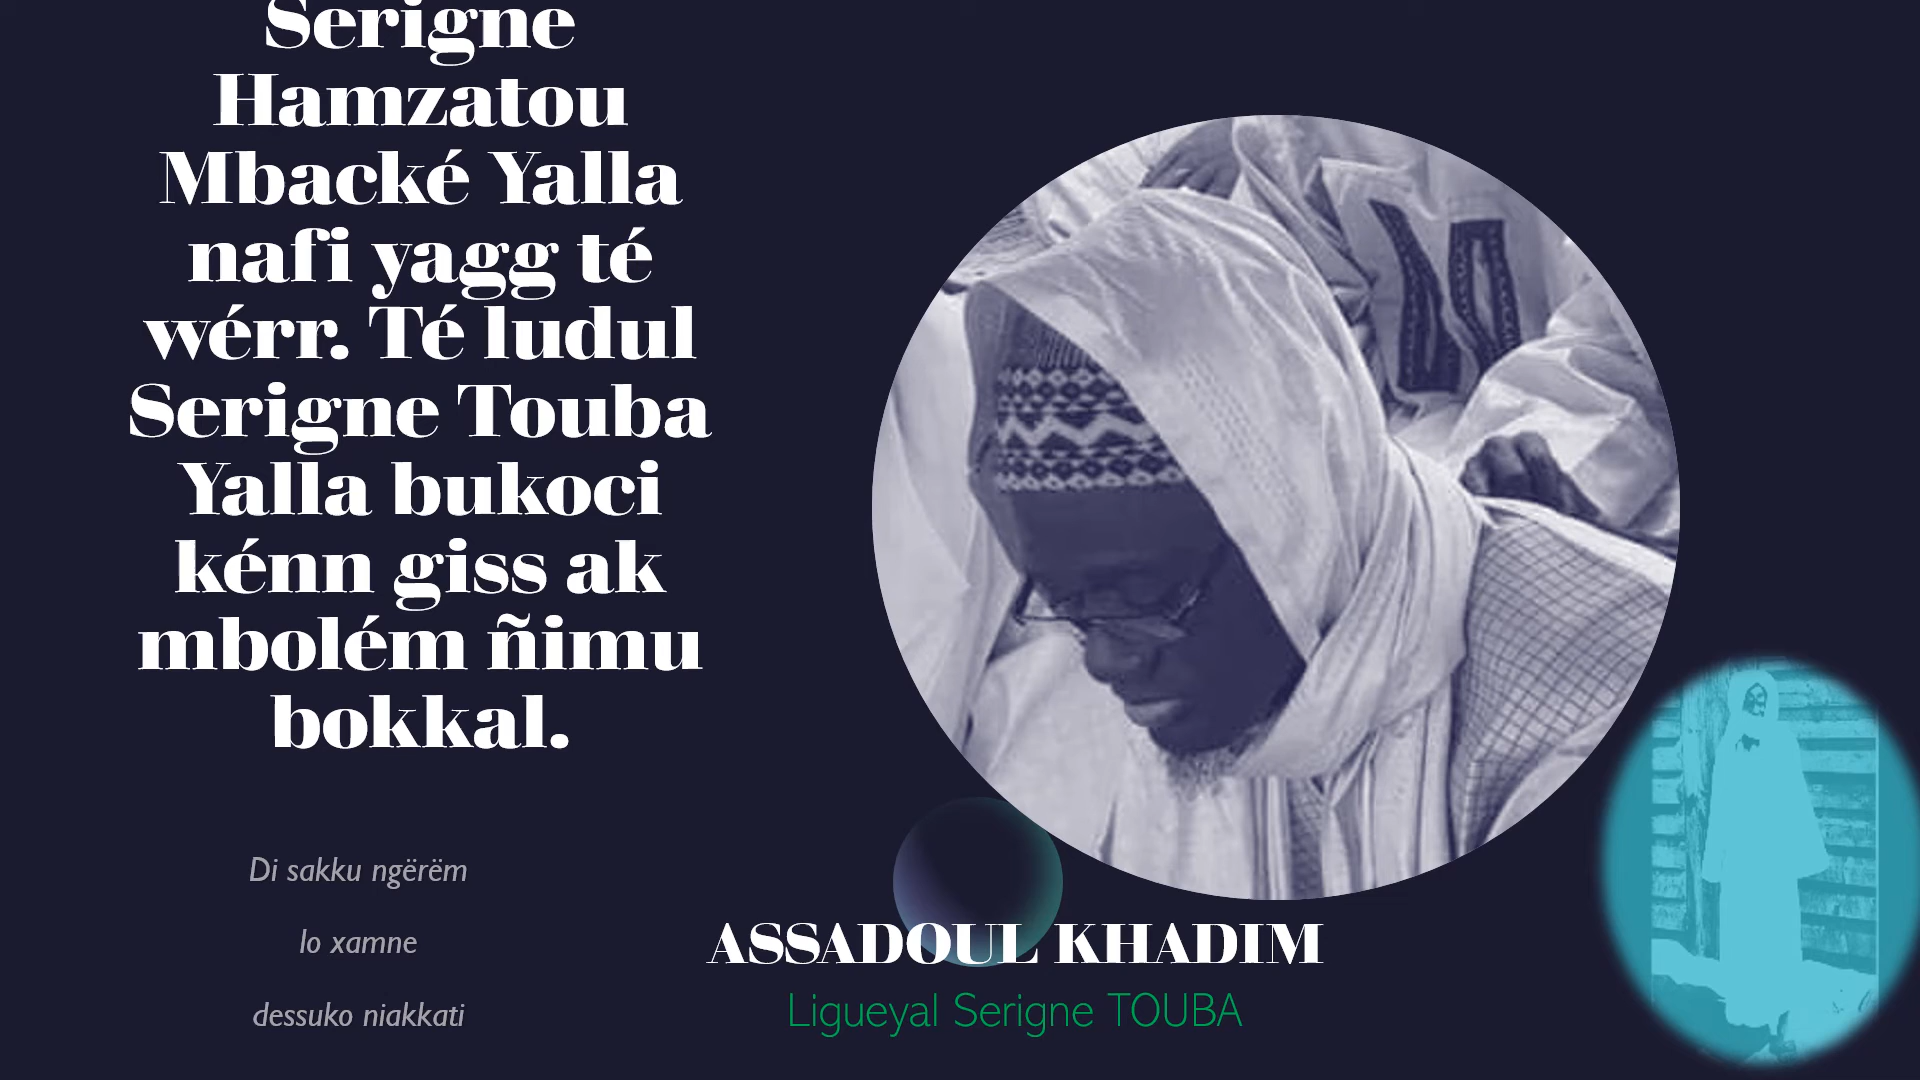 Serigne
Hamzatou
Mbacké Yalla
nafi yagg té
wérr. Té ludul
Serigne Touba
Yalla bukoci
kénn giss ak
mbolém ñimu
bokkal.
Di sakku ngërëm
lo xamne
dessuko niakkati
ASSADOUL KHADIM
Ligueyal Serigne TOUBA